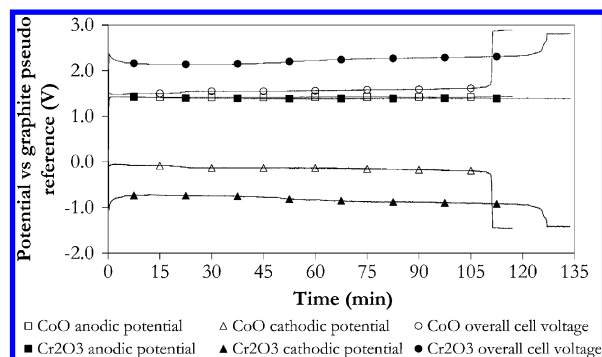 Potential vs graphite pseudo
reference (V)
3.0
2.0
1.0
0.0
-1.0
-2.0
0 15 30 45 60 75 90 105 120 135
Time (min)
CoO anodic potential CoO cathodic potential CoO overall cell voltage
Cr2O3 anodic potential Cr2O3 cathodic potential Cr2O3 overall cell voltage